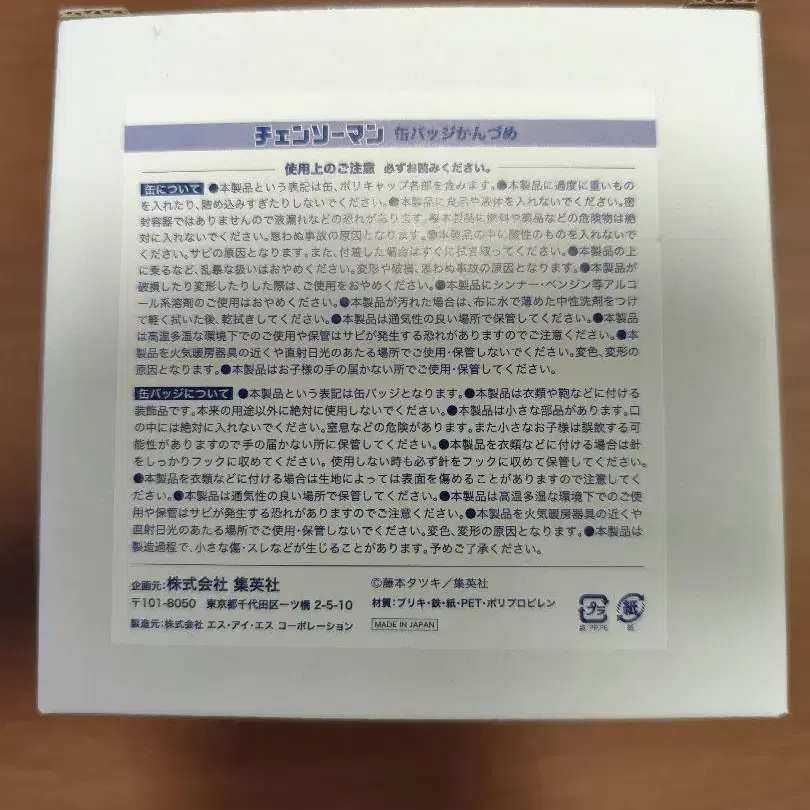 チェンソーマン 缶バッジかんづめ
使用上のご注意 必ずお読みください。
缶について ●本製品という表記は缶、ポリキャップ各部を含みます。●本製品に過度に重いもの
を入れたり、詰め込みすぎたりしないでください。●本製品に食品や液体を入れないでください。密
封容器ではありませんので液漏れなどの恐れがあります。●本製品に燃料や薬品などの危険物は絶
対に入れないでください。思わぬ事故の原因となります。●本製品の中に酸性のものを入れないで
ください。サビの原因となります。また、付着した場合はすぐに拭き取ってください。●本製品の上
に乗るなど、乱暴な扱いはおやめください。変形や破損、思わぬ事故の原因となります。●本製品が
破損したり変形したりした際は、ご使用をおやめください。●本製品にシンナー・ベンジン等アルコ
ール系溶剤のご使用はおやめください。●本製品が汚れた場合は、布に水で薄めた中性洗剤をつけ
て軽く拭いた後、乾拭きしてください。●本製品は通気性の良い場所で保管してください。●本製品
は高温多湿な環境下でのご使用や保管はサビが発生する恐れがありますのでご注意ください。●本
製品を火気暖房器具の近くや直射日光のあたる場所でご使用・保管しないでください。変色、変形の
原因となります。●本製品はお子様の手の届かない所でご使用・保管してください。
缶バッジについて ●本製品という表記は缶バッジとなります。●本製品は衣類や鞄などに付ける
装飾品です。本来の用途以外に絶対に使用しないでください。●本製品は小さな部品があります。口
の中には絶対に入れないでください。窒息などの危険があります。また小さなお子様は誤飲する可
能性がありますので手の届かない所に保管してください。●本製品を衣類などに付ける場合は針
をしっかりフックに収めてください。使用しない時も必ず針をフックに収めて保管してください。
●本製品を衣類などに付ける場合は生地によっては表面を傷めることがありますので注意してく
ださい。●本製品は通気性の良い場所で保管してください。●本製品は高温多湿な環境下でのご使
用や保管はサビが発生する恐れがありますのでご注意ください。●本製品を火気暖房器具の近くや
直射日光のあたる場所でご使用・保管しないでください。変色、変形の原因となります。●本製品は
製造過程で、小さな傷・スレなどが生じることがあります。予めご了承ください。
企画元:株式会社 集英社
〒101-8050 東京都千代田区一ツ橋 2-5-10
製造元:株式会社 エス・アイ・エス コーポレーション
©藤本タツキ/集英社
材質:ブリキ・鉄・紙・PET・ポリプロピレン
MADE IN JAPAN
プラ
袋:PP.PE
紙
紙